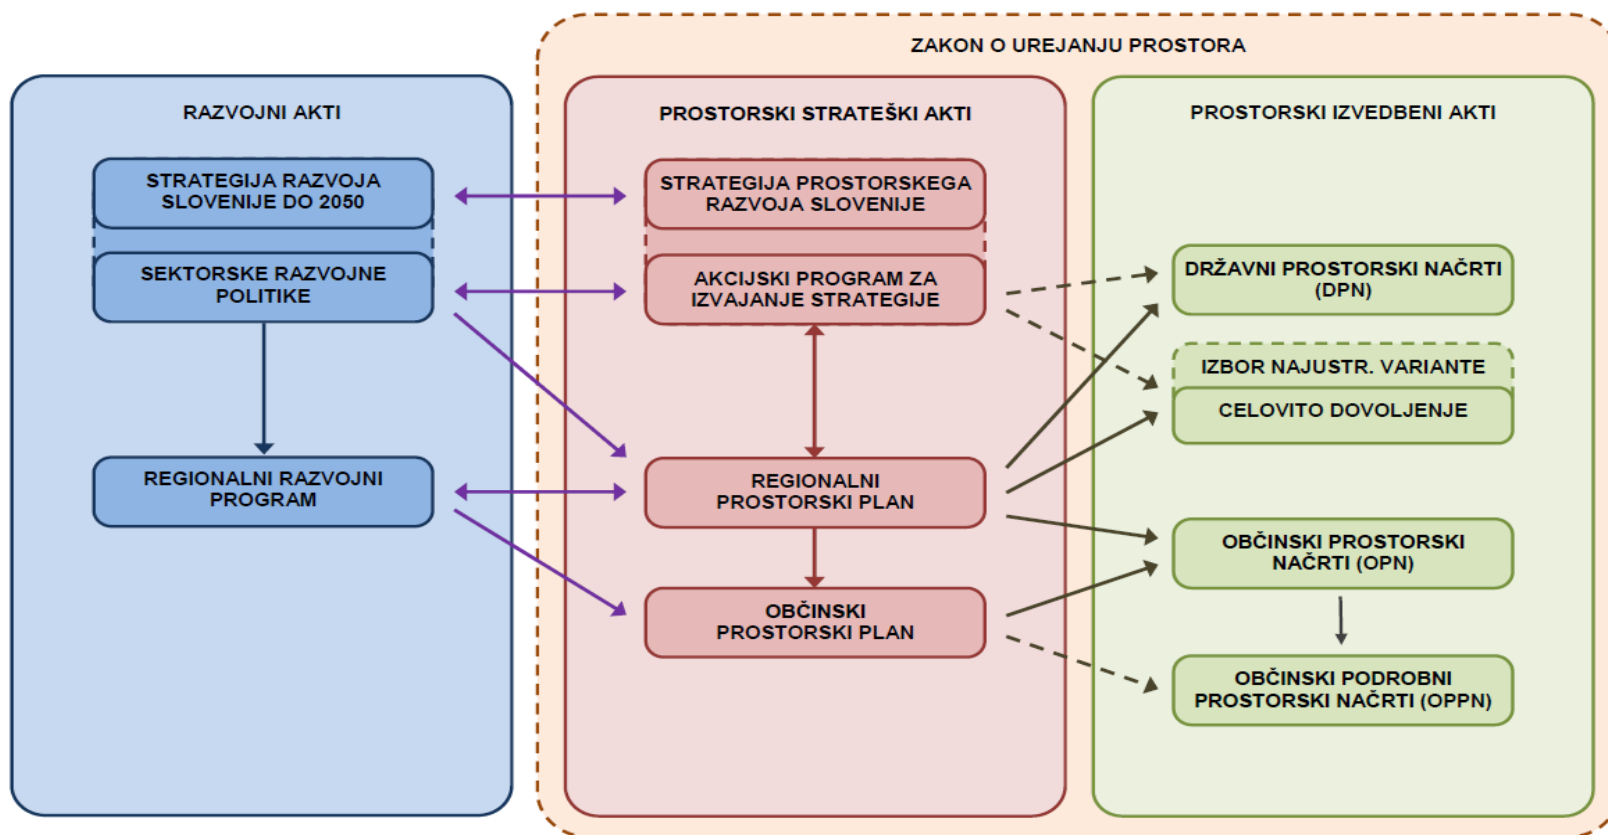 ZAKON O UREJANJU PROSTORA
RAZVOJNI AKTI
STRATEGIJA RAZVOJA
SLOVENIJE DO 2050
SEKTORSKE RAZVOJNE
POLITIKE
REGIONALNI RAZVOJNI
PROGRAM
PROSTORSKI STRATEŠKI AKTI
STRATEGIJA PROSTORSKEGA
RAZVOJA SLOVENIJE
AKCIJSKI PROGRAM ZA
IZVAJANJE STRATEGIJE
REGIONALNI
PROSTORSKI PLAN
OBČINSKI
PROSTORSKI PLAN
PROSTORSKI IZVEDBENI AKTI
DRŽAVNI PROSTORSKI NAČRTI
(DPN)
IZBOR NAJUSTR. VARIANTE
CELOVITO DOVOLJENJE
OBČINSKI PROSTORSKI
NAČRTI (OPN)
OBČINSKI PODROBNI
PROSTORSKI NAČRTI (OPPN)